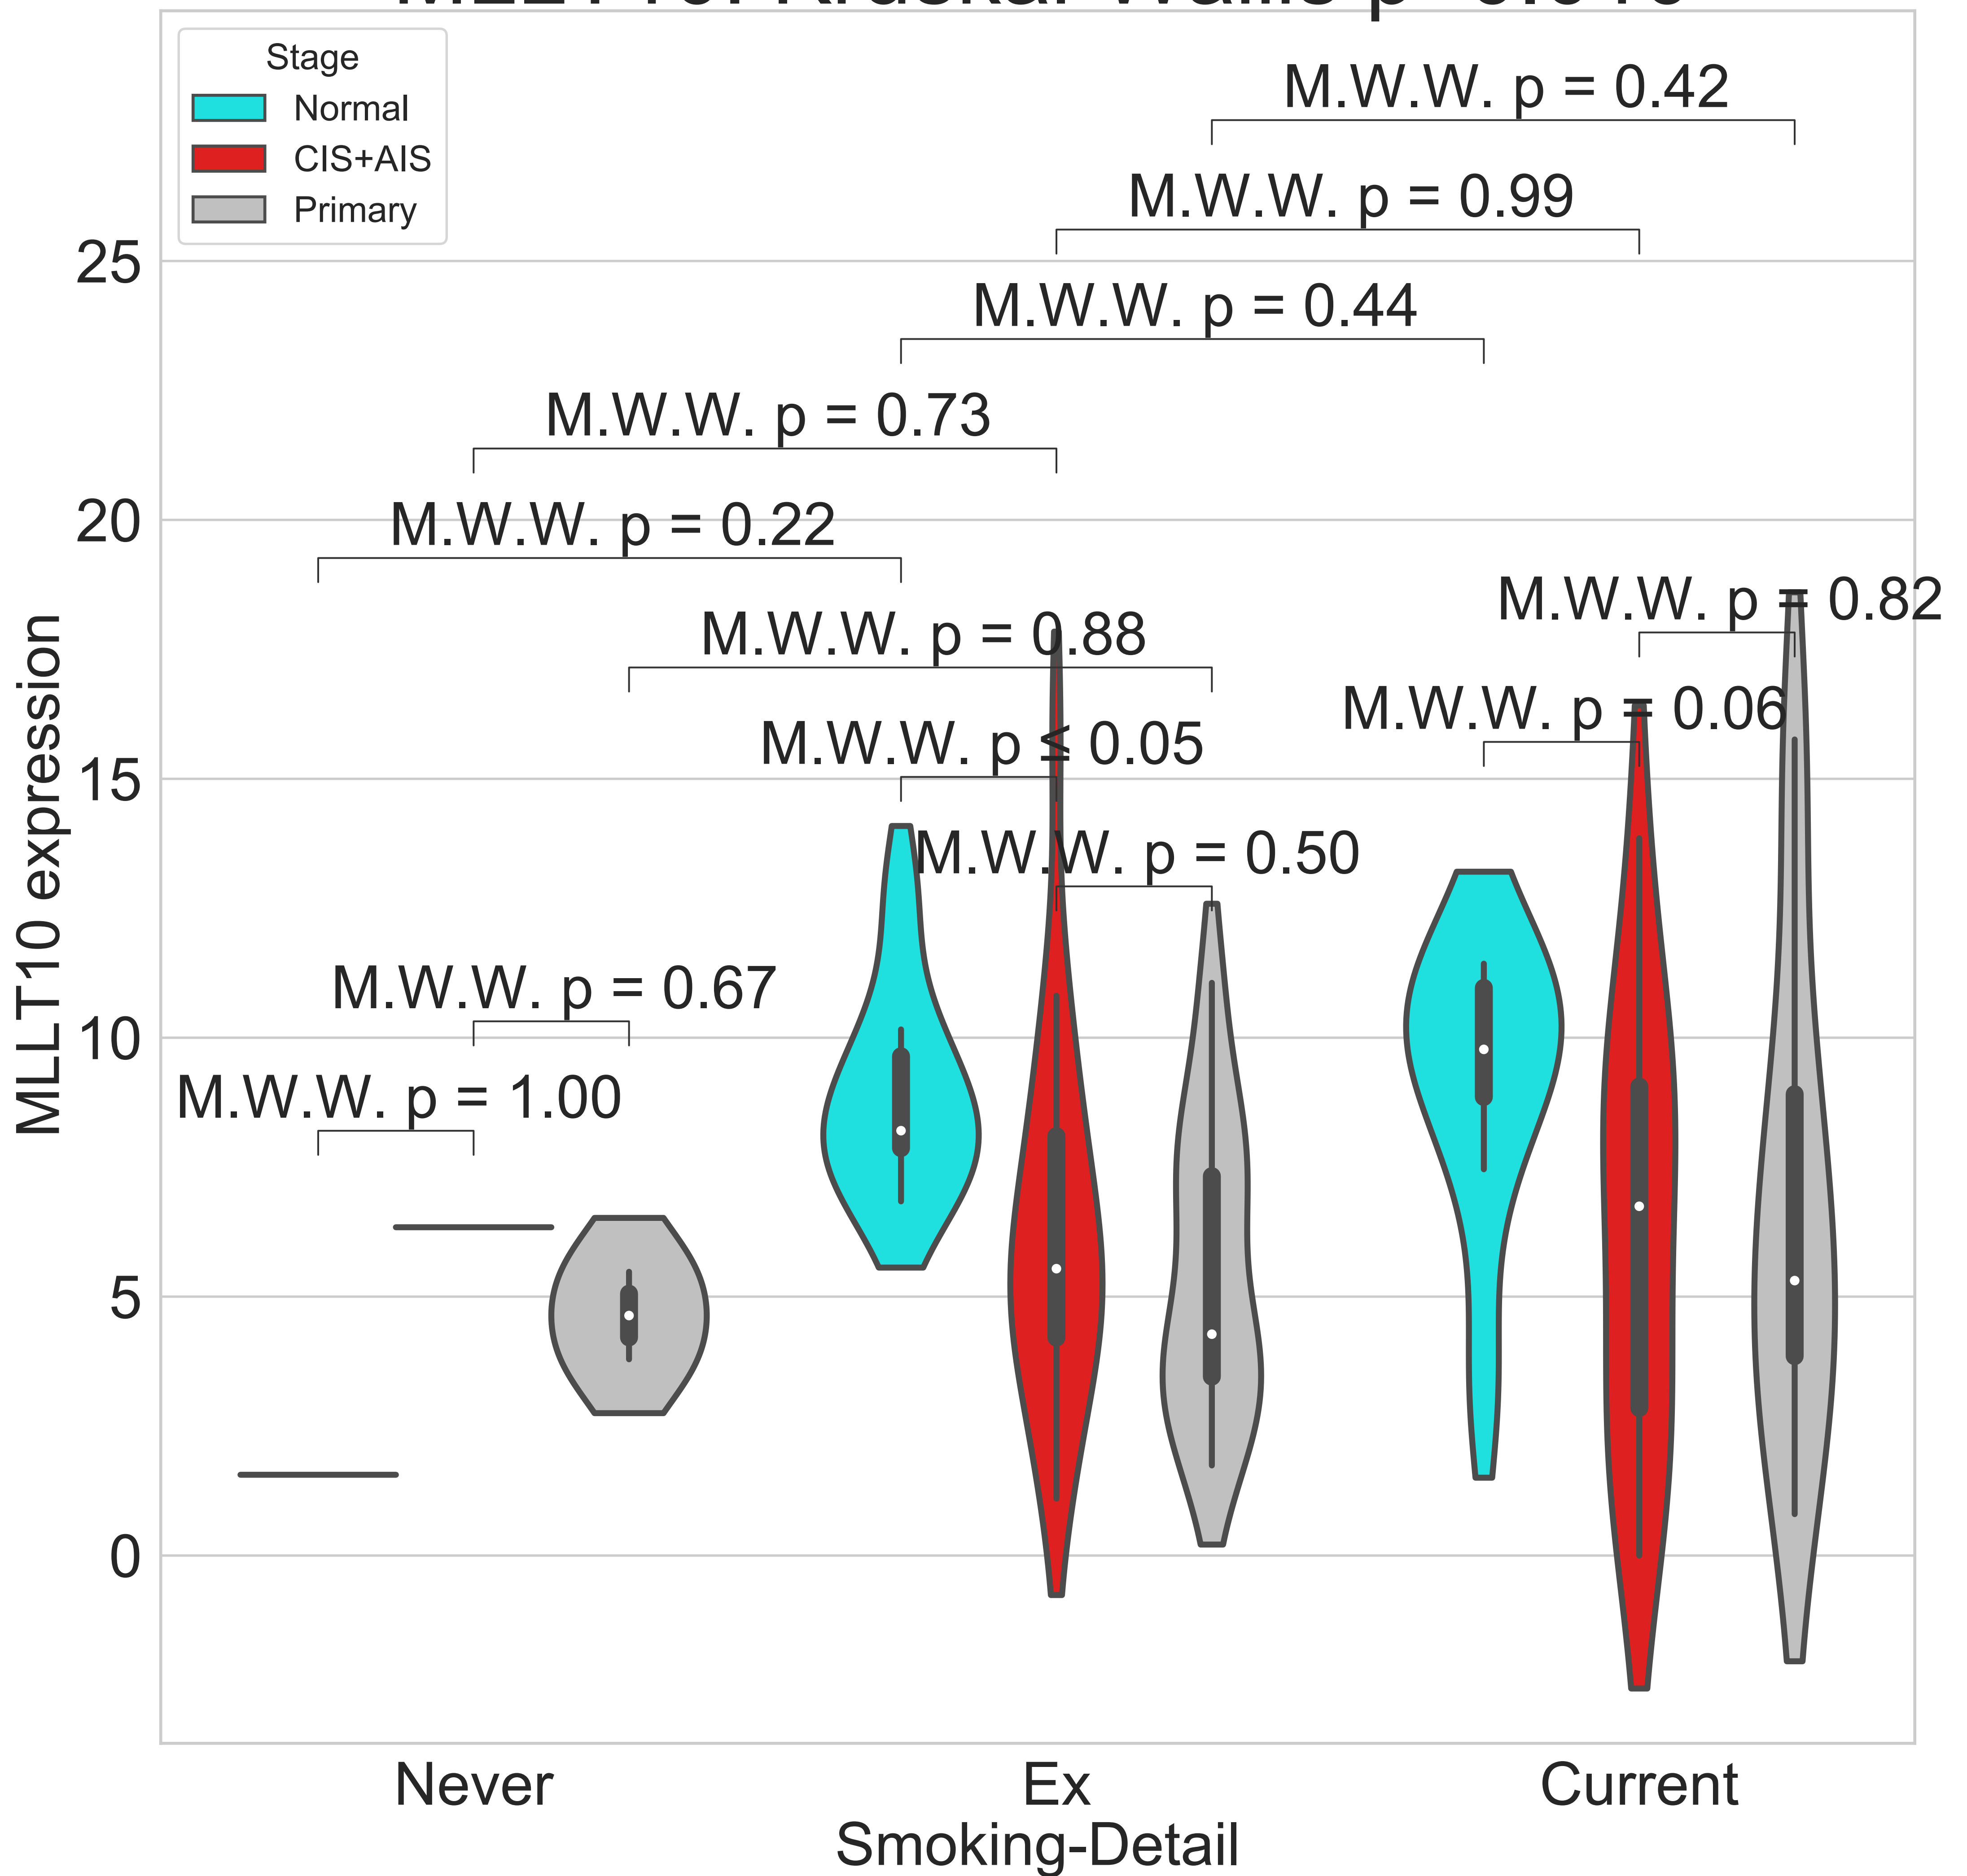 Stage
Normal
CIS+AIS
Primary
M.W.W. p = 0.42
M.W.W. p = 0.99
M.W.W. p = 0.44
M.W.W. p = 0.73
M.W.W. p = 0.22
M.W.W. p = 0.82
M.W.W. p = 0.88
M.W.W. p = 0.06
M.W.W. p ≤ 0.05
M.W.W. p = 0.50
M.W.W. p = 0.67
M.W.W. p = 1.00
25
20
15
10
5
0
MLLT10 expression
Never
Ex
Current
Smoking-Detail